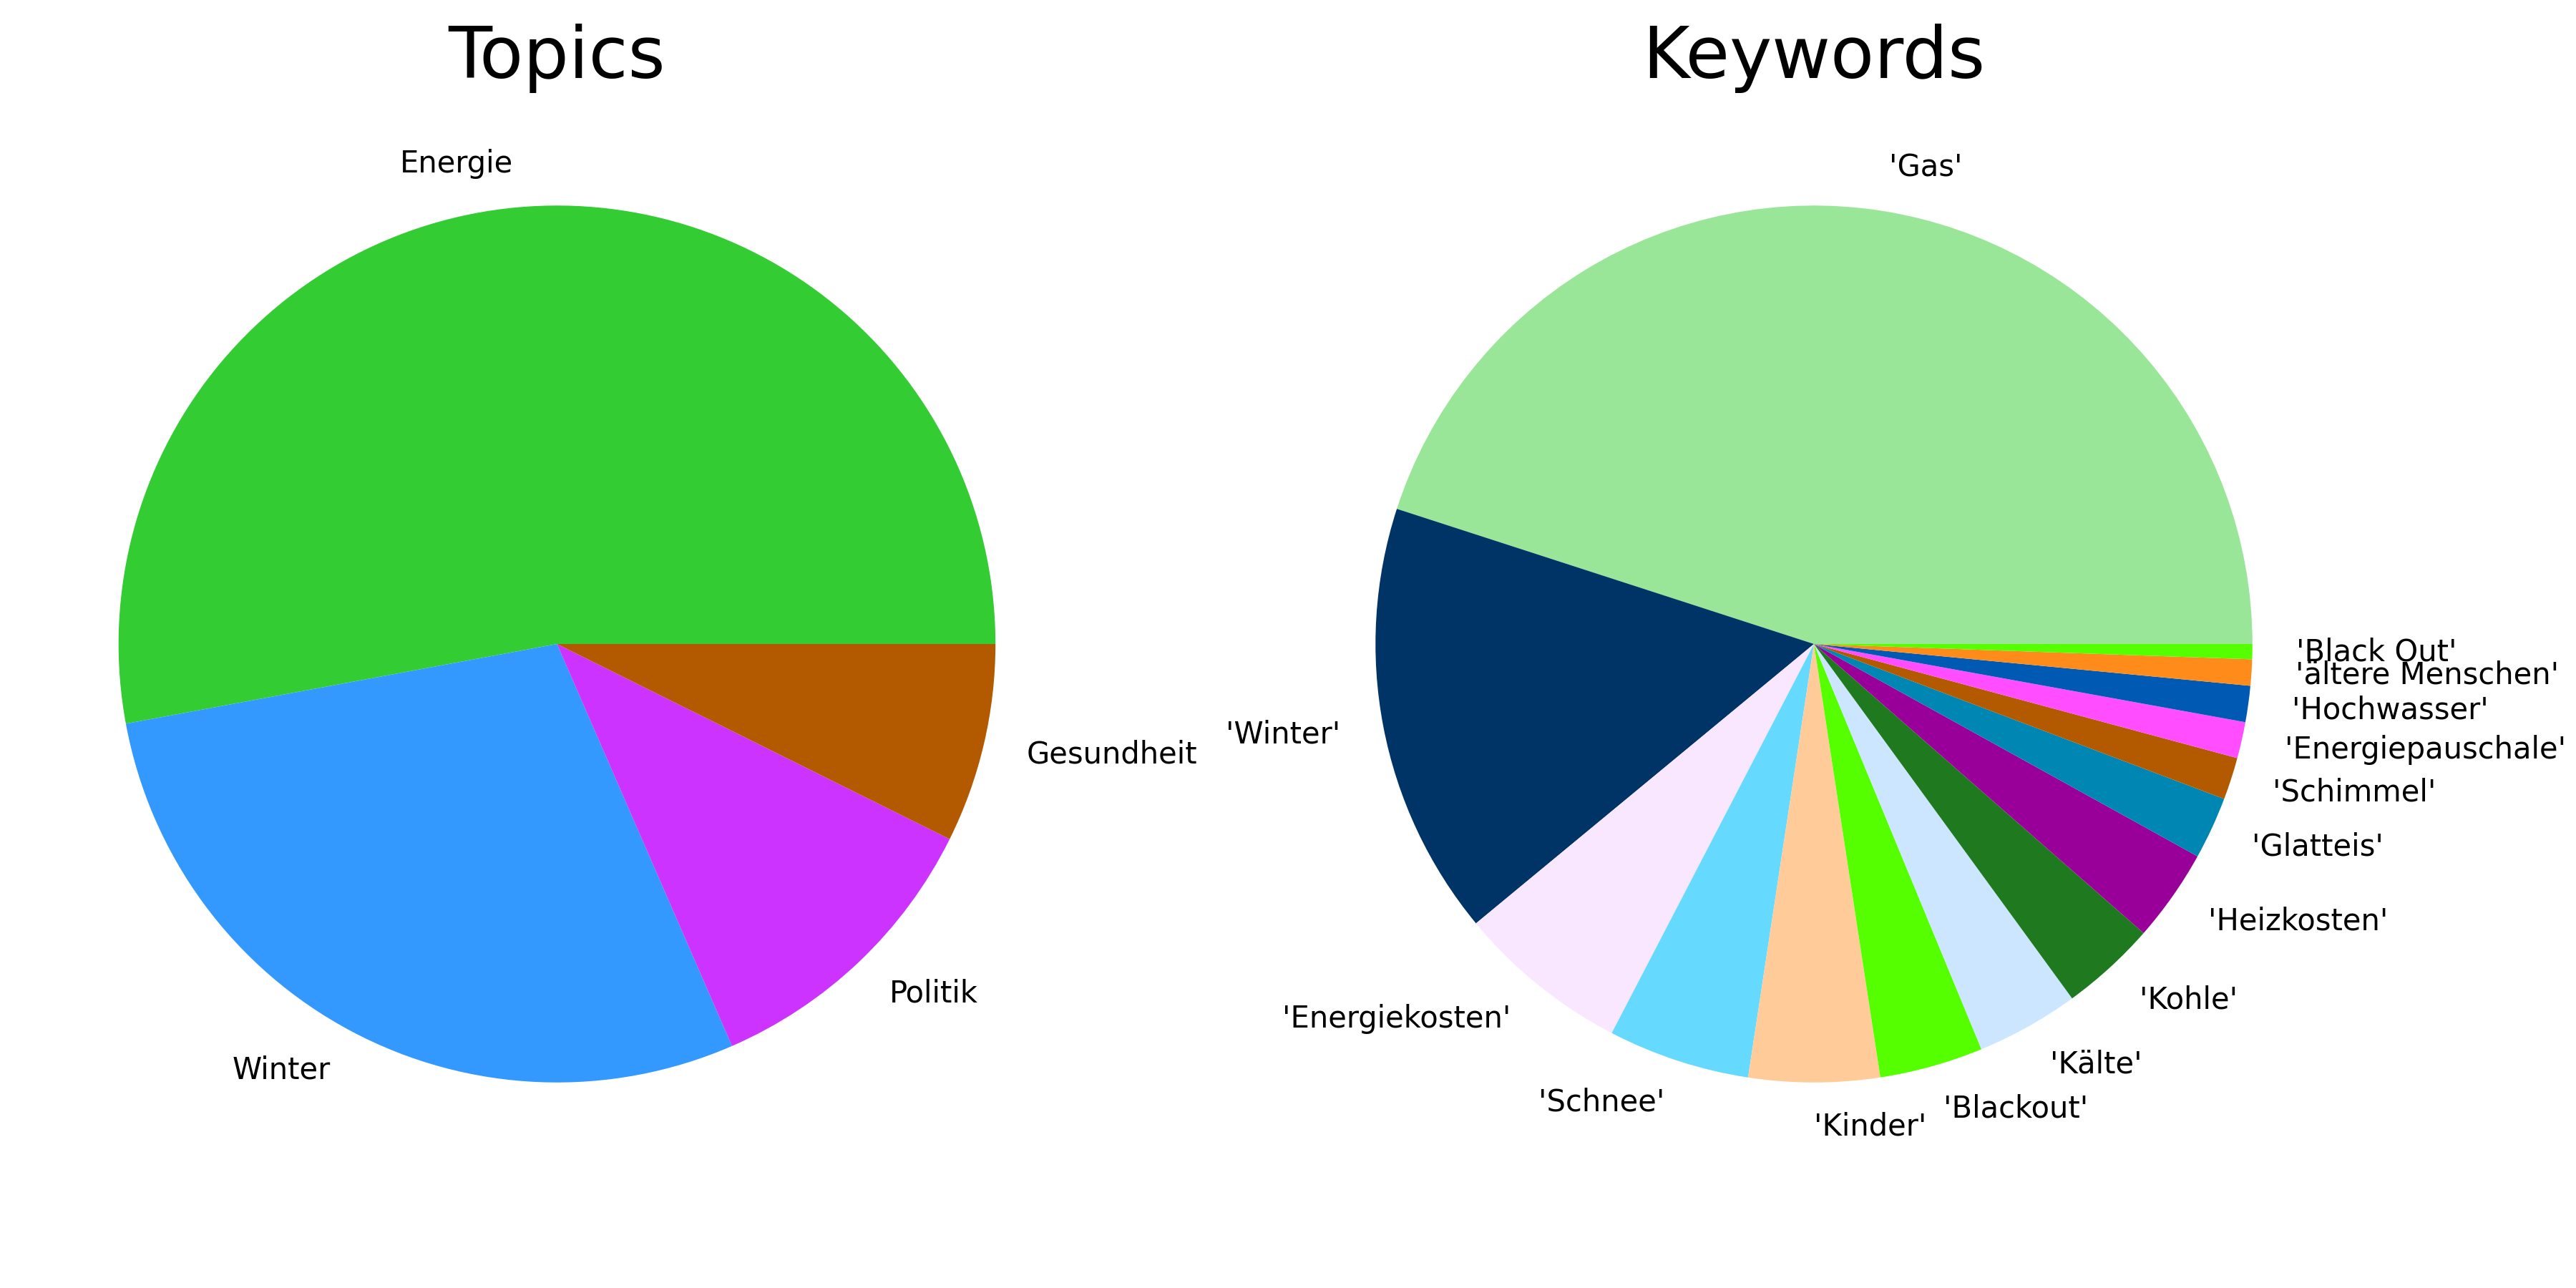 Topics
Energie
Winter
Politik
Gesundheit
Keywords
'Gas'
'Winter'
'Energiekosten'
'Schnee'
'Kinder'
'Blackout'
'Kälte'
'Kohle'
'Heizkosten'
'Glatteis'
'Schimmel'
'Energiepauschale'
'Hochwasser'
'ältere Menschen'
'Black Out'